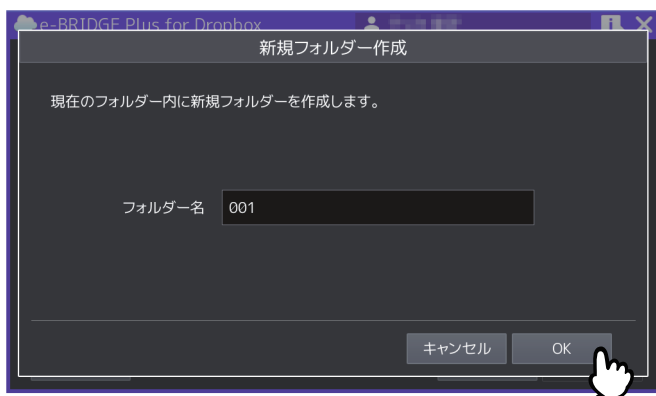 e-BRIDGE Plus for Dropbox
新規フォルダー作成
現在のフォルダー内に新規フォルダーを作成します。
フォルダー名 001
キャンセル OK